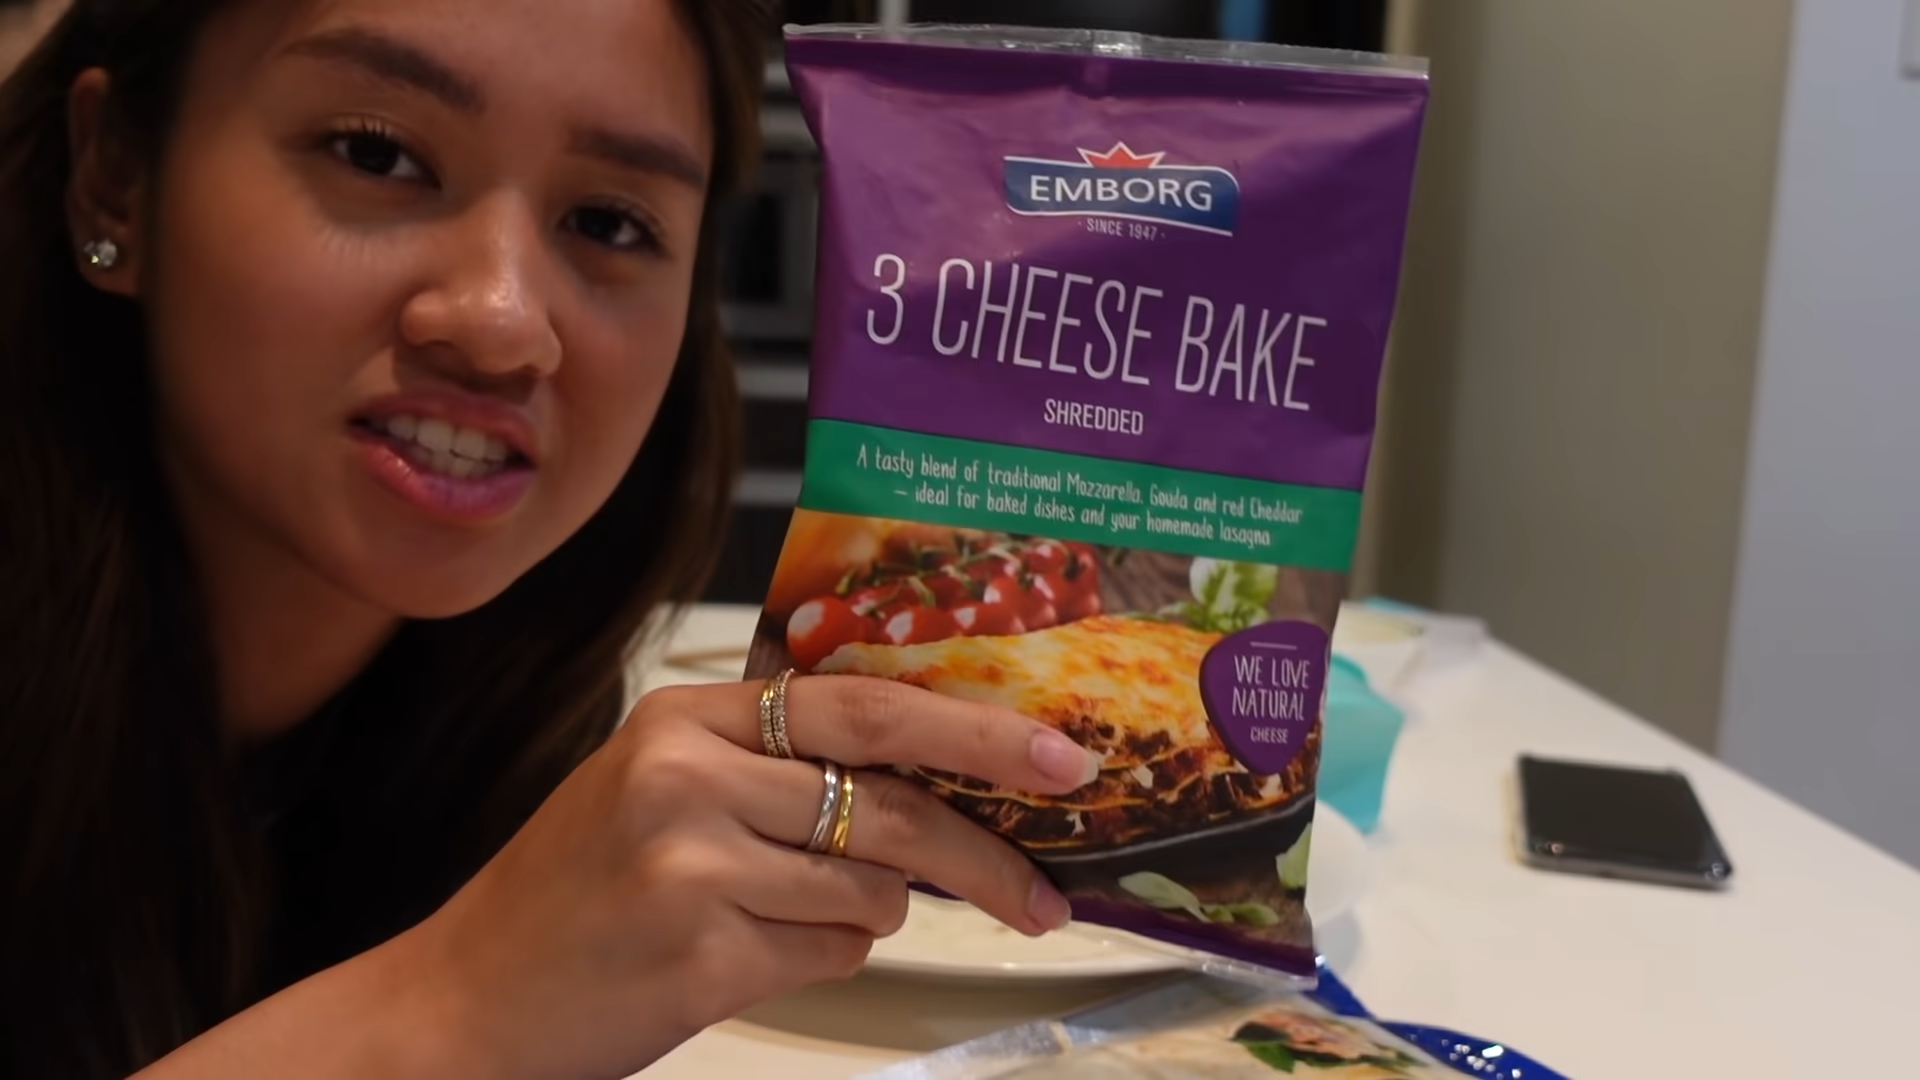 EMBORG
· SINCE 1947 ·
3 CHEESE BAKE
SHREDDED
A tasty blend of traditional Mozzarella, Gouda and red Cheddar
– ideal for baked dishes and your homemade lasagna
WE LOVE
NATURAL
CHEESE